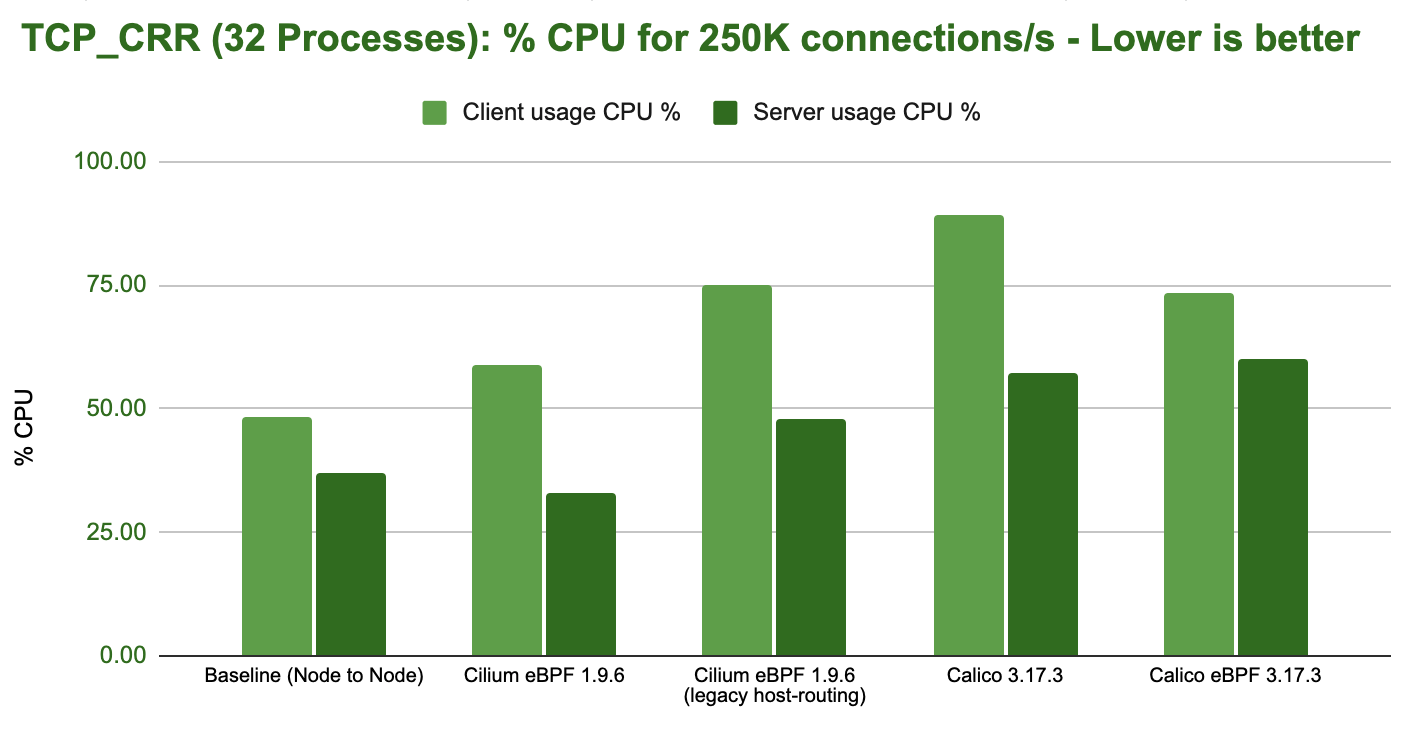 TCP_CRR (32 Processes): % CPU for 250K connections/s - Lower is better
Client usage CPU % Server usage CPU %
100.00
75.00
50.00
25.00
0.00
% CPU
Baseline (Node to Node) Cilium eBPF 1.9.6 Cilium eBPF 1.9.6 Calico 3.17.3 Calico eBPF 3.17.3
(legacy host-routing)